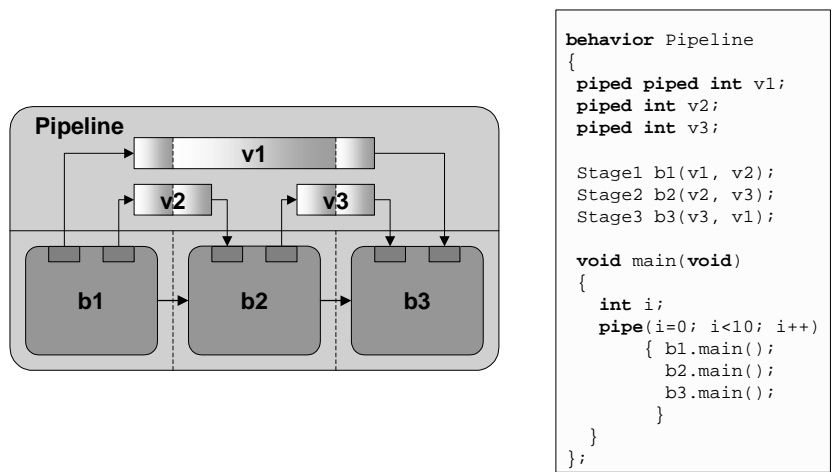 Pipeline
v1
v2
v3
b1
b2
b3
behavior Pipeline
{
piped piped int v1;
piped int v2;
piped int v3;
Stage1 b1(v1, v2);
Stage2 b2(v2, v3);
Stage3 b3(v3, v1);
void main(void)
{
int i;
pipe(i=0; i<10; i++)
{ b1.main();
b2.main();
b3.main();
}
}
};